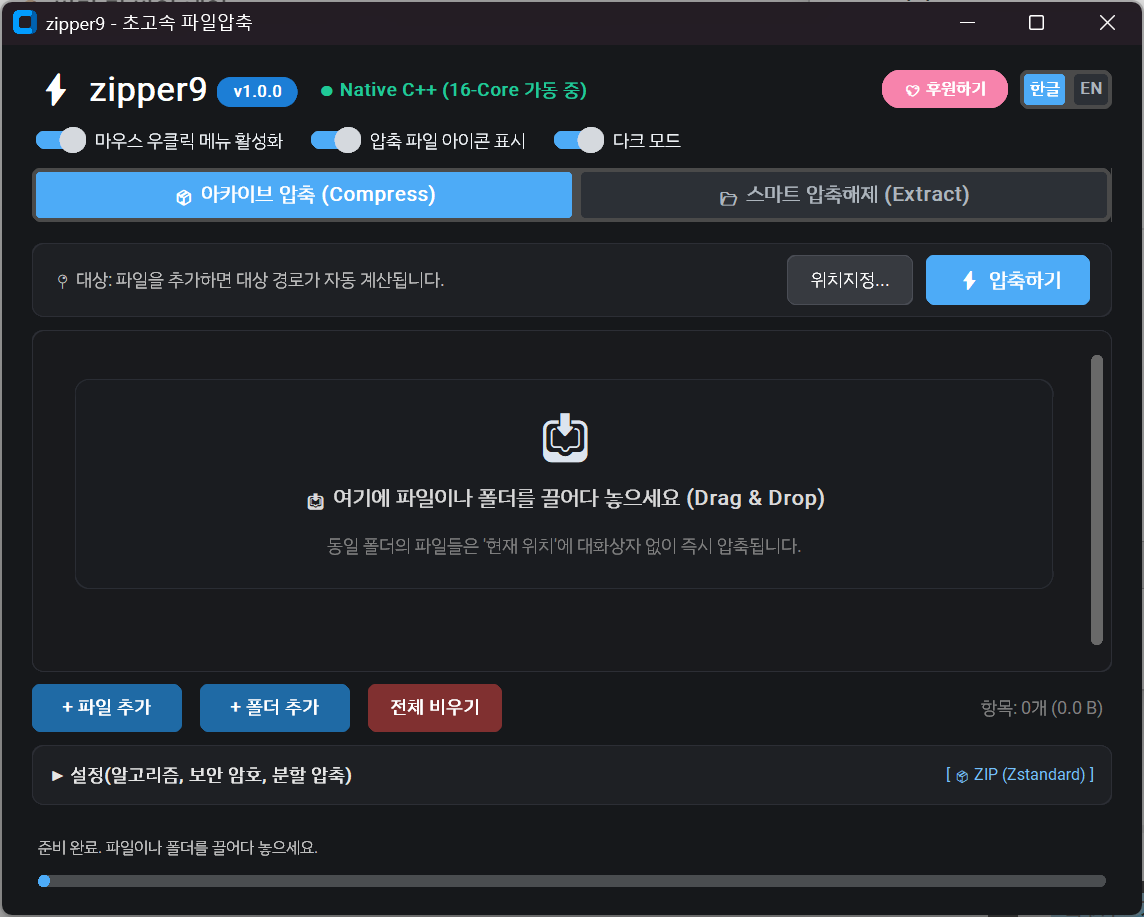 zipper9 - 초고속 파일압축
zipper9 v1.0.0 ● Native C++ (16-Core 가동 중) 후원하기 한글 EN
마우스 우클릭 메뉴 활성화 압축 파일 아이콘 표시 다크 모드
아카이브 압축 (Compress) 스마트 압축해제 (Extract)
대상: 파일을 추가하면 대상 경로가 자동 계산됩니다. 위치지정... 압축하기
여기에 파일이나 폴더를 끌어다 놓으세요 (Drag & Drop)
동일 폴더의 파일들은 '현재 위치'에 대화상자 없이 즉시 압축됩니다.
+ 파일 추가 + 폴더 추가 전체 비우기 항목: 0개 (0.0 B)
▶ 설정(알고리즘, 보안 암호, 분할 압축) [ ZIP (Zstandard) ]
준비 완료. 파일이나 폴더를 끌어다 놓으세요.